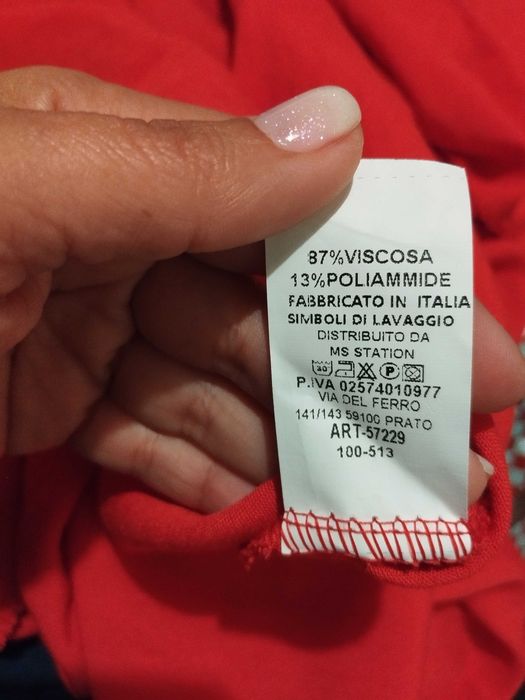 87%VISCOSA
13%POLIAMMIDE
FABBRICATO IN ITALIA
SIMBOLI DI LAVAGGIO
DISTRIBUITO DA
MS STATION
P.IVA 02574010977
VIA DEL FERRO
141/143 59100 PRATO
ART-57229
100-513